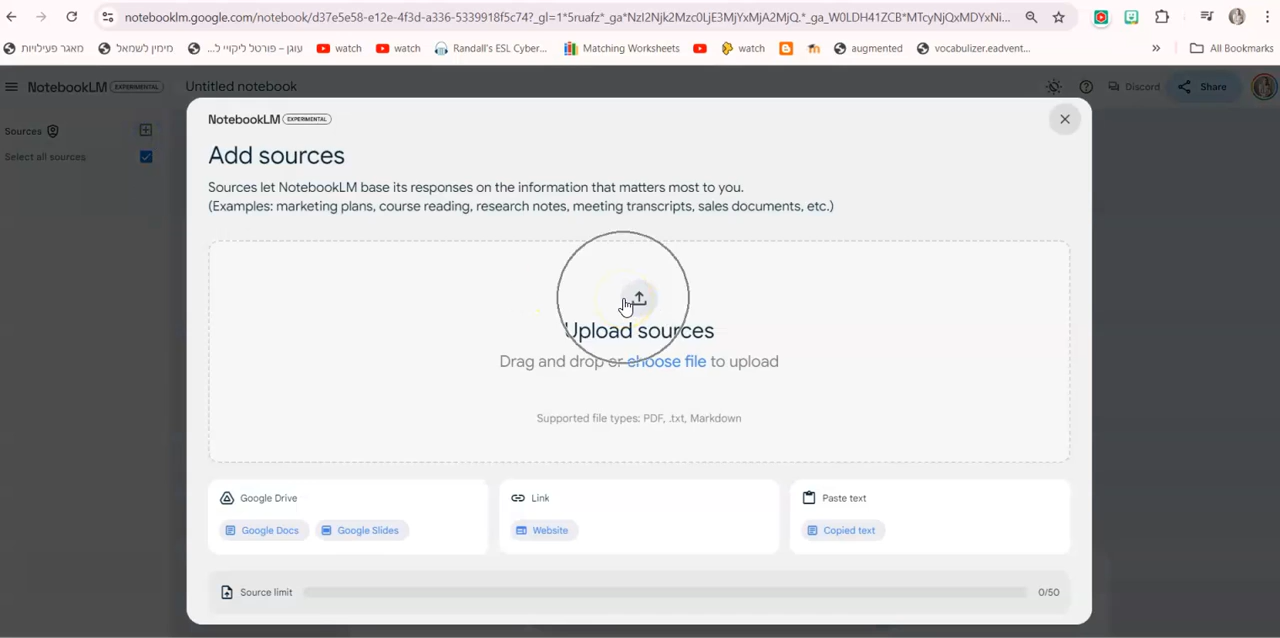 notebooklm.google.com/notebook/d37e5e58-e12e-4f3d-a336-5339918f5c74?_gl=1*5ruafz*_ga*NzI2Njk2Mzc0LjE3MjYxMjA2MjQ.*_ga_W0LDH41ZCB*MTcyNjQxMDYxNi...
מאגר פעילויות מימין לשמאל עוגן - פורטל ליקויי ל... watch watch Randall's ESL Cyber... Matching Worksheets watch augmented vocabulizer.eadvent... » All Bookmarks
NotebookLM EXPERIMENTAL Untitled notebook Discord Share
NotebookLM EXPERIMENTAL
Sources
Add sources
Select all sources
Sources let NotebookLM base its responses on the information that matters most to you.
(Examples: marketing plans, course reading, research notes, meeting transcripts, sales documents, etc.)
Upload sources
Drag and drop or choose file to upload
Supported file types: PDF, .txt, Markdown
Google Drive Link Paste text
Google Docs Google Slides Website Copied text
Source limit 0/50